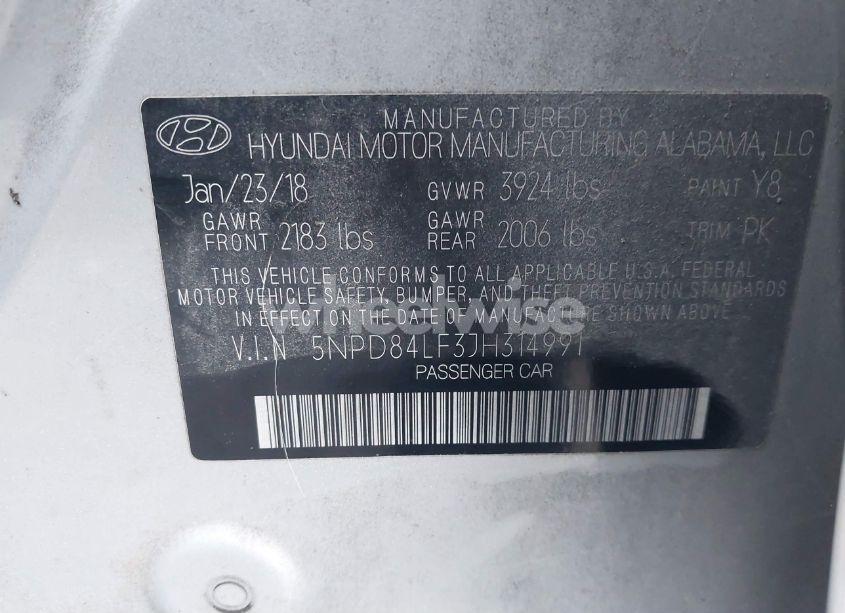 MANUFACTURED BY
HYUNDAI MOTOR MANUFACTURING ALABAMA, LLC
Jan/23/18 GVWR 3924 lbs PAINT Y8
GAWR FRONT 2183 lbs GAWR REAR 2006 lbs TRIM PK
THIS VEHICLE CONFORMS TO ALL APPLICABLE U.S.A. FEDERAL
MOTOR VEHICLE SAFETY, BUMPER, AND THEFT PREVENTION STANDARDS
IN EFFECT ON THE DATE OF MANUFACTURE SHOWN ABOVE
wheelwise
V.I.N 5NPD84LF3JH314991
PASSENGER CAR